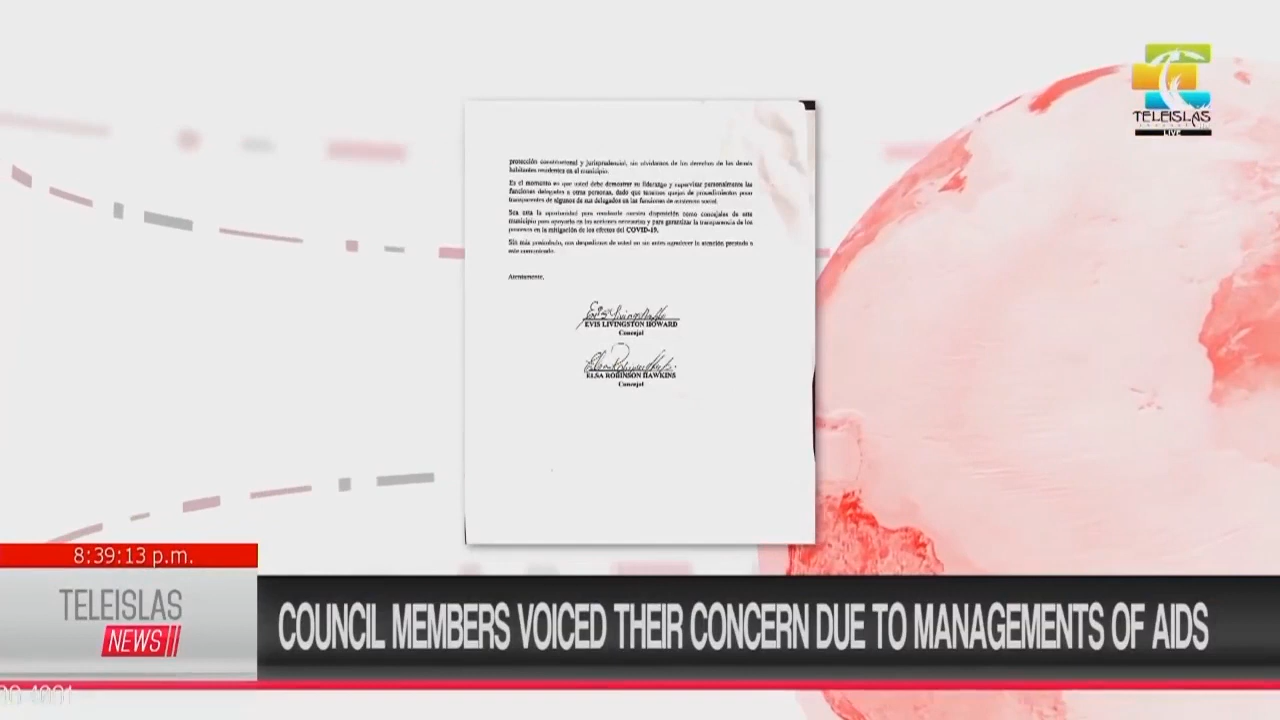 TELEISLAS
LIVE
protección constitucional y jurisprudencial, sin olvidarnos de los derechos de los demás
habitantes residentes en el municipio.
Es el momento en que usted debe demostrar su liderazgo y supervisar personalmente las
funciones delegadas a otras personas, dado que tenemos quejas de procedimientos poco
transparentes de algunos de sus delegados en las funciones de asistencia social.
Sea esta la oportunidad para reiterarle nuestra disposición como concejales de este
municipio para apoyarla en las acciones necesarias y para garantizar la transparencia de los
procesos en la mitigación de los efectos del COVID-19.
Sin más preámbulo, nos despedimos de usted no sin antes agradecer la atención prestada a
este comunicado.
Atentamente,
EVIS LIVINGSTON HOWARD
Concejal
ELSA ROBINSON HAWKINS
Concejal
8:39:13 p.m.
TELEISLAS
NEWS
COUNCIL MEMBERS VOICED THEIR CONCERN DUE TO MANAGEMENTS OF AIDS